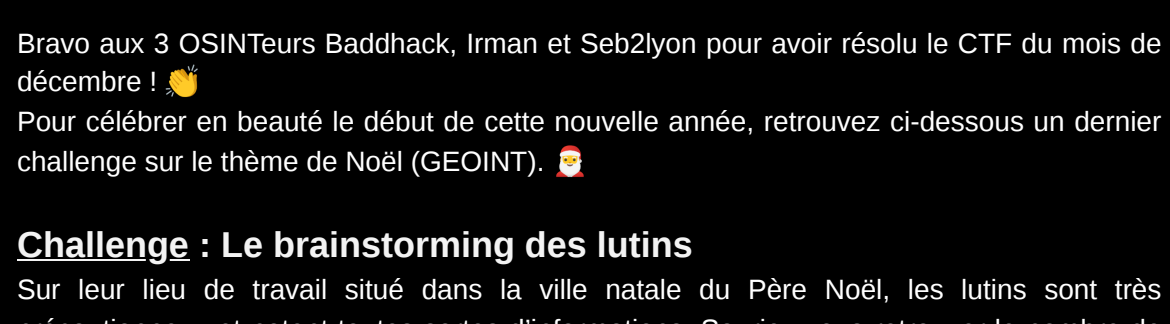 Bravo aux 3 OSINTeurs Baddhack, Irman et Seb2lyon pour avoir résolu le CTF du mois de
décembre ! 👏
Pour célébrer en beauté le début de cette nouvelle année, retrouvez ci-dessous un dernier
challenge sur le thème de Noël (GEOINT). 🎅
Challenge : Le brainstorming des lutins
Sur leur lieu de travail situé dans la ville natale du Père Noël, les lutins sont très